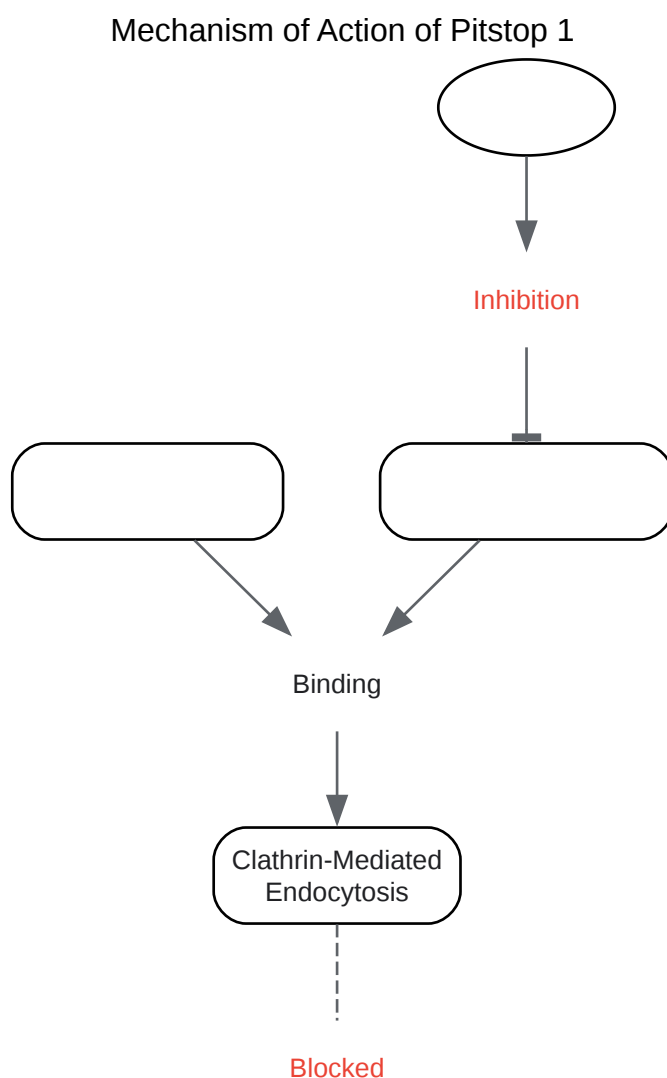 Mechanism of Action of Pitstop 1
Inhibition
Binding
Clathrin-Mediated
Endocytosis
Blocked